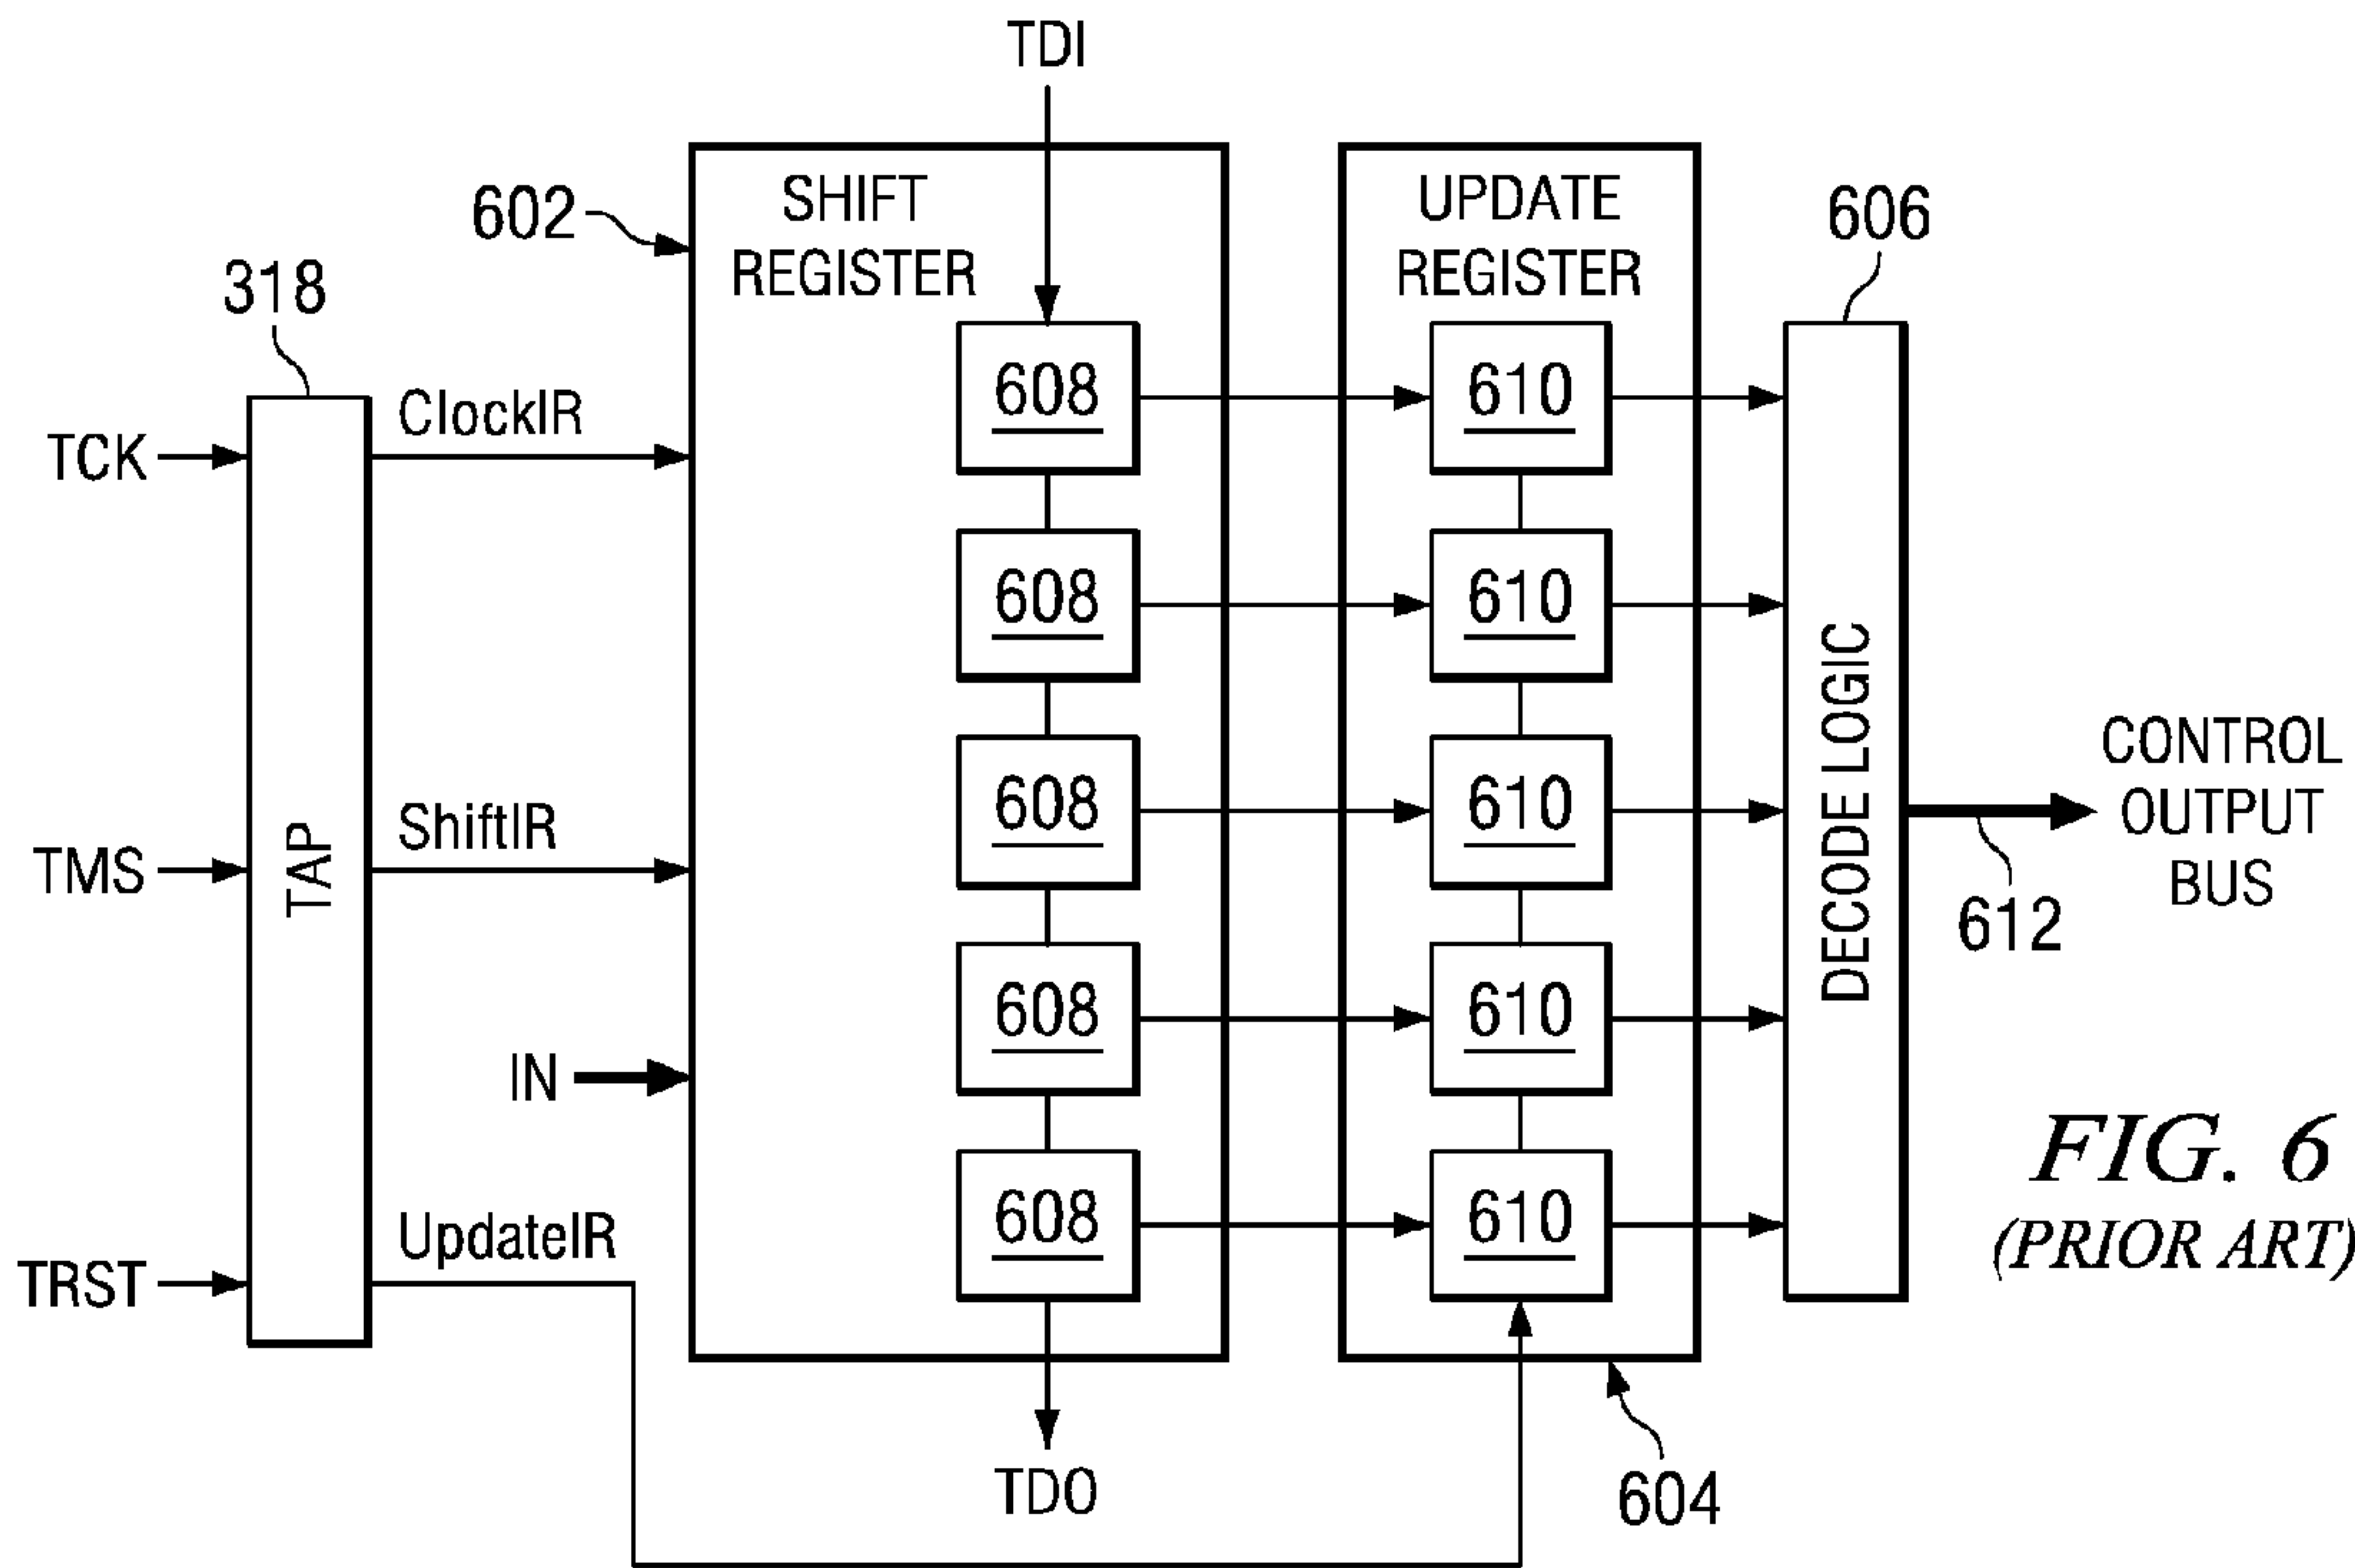 TDI
602
SHIFT
REGISTER
UPDATE
REGISTER
606
318
TCK
ClockIR
608
610
608
610
TMS
ShiftIR
TAP
608
610
DECODE LOGIC
CONTROL
OUTPUT
BUS
612
IN
608
610
TRST
UpdateIR
608
610
TDO
604
FIG. 6
(PRIOR ART)